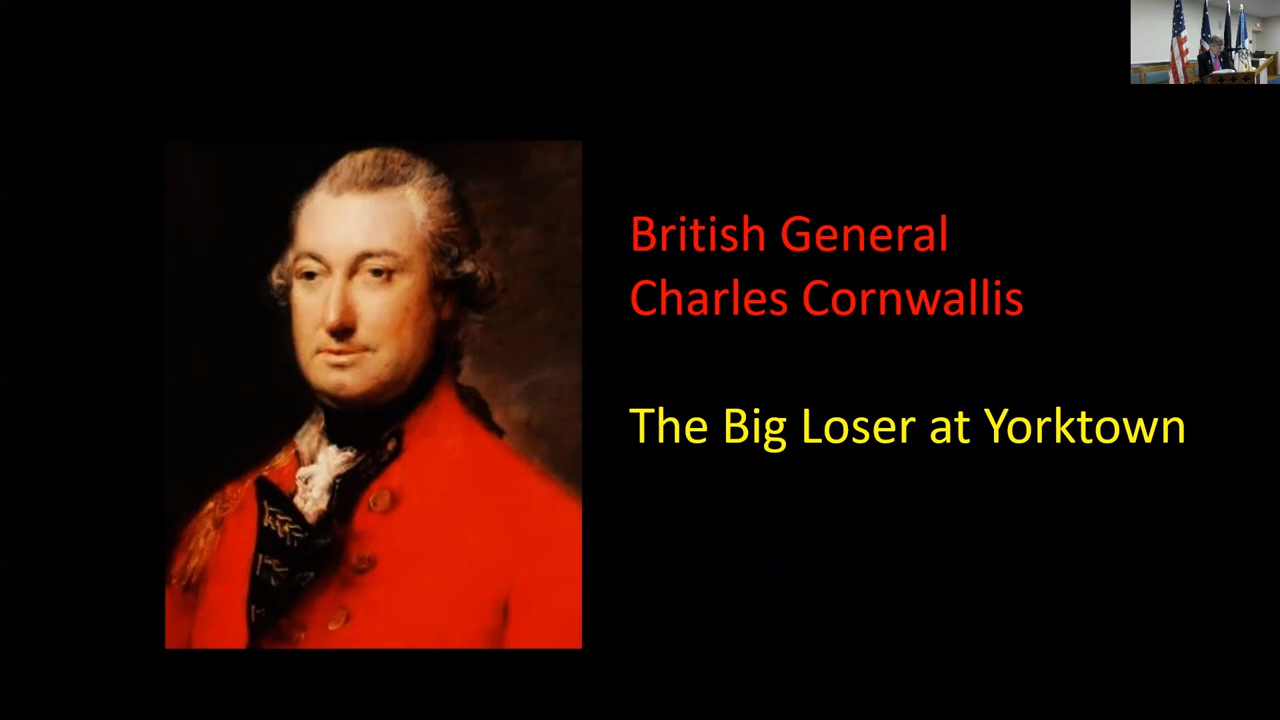 British General
Charles Cornwallis
The Big Loser at Yorktown